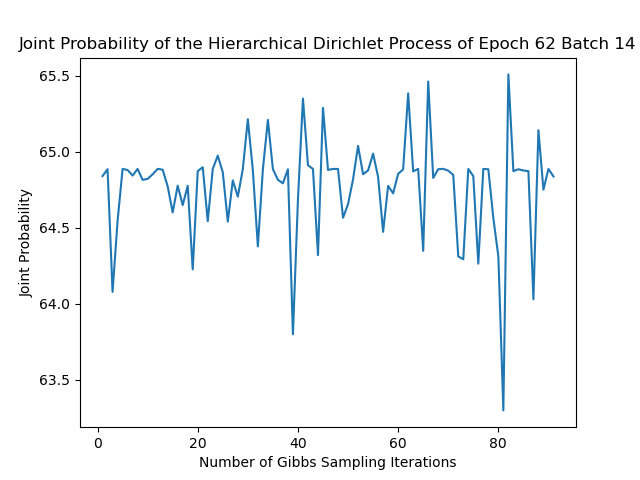 Joint Probability of the Hierarchical Dirichlet Process of Epoch 62 Batch 14
65.5
65.0
64.5
64.0
63.5
Joint Probability
0 20 40 60 80
Number of Gibbs Sampling Iterations